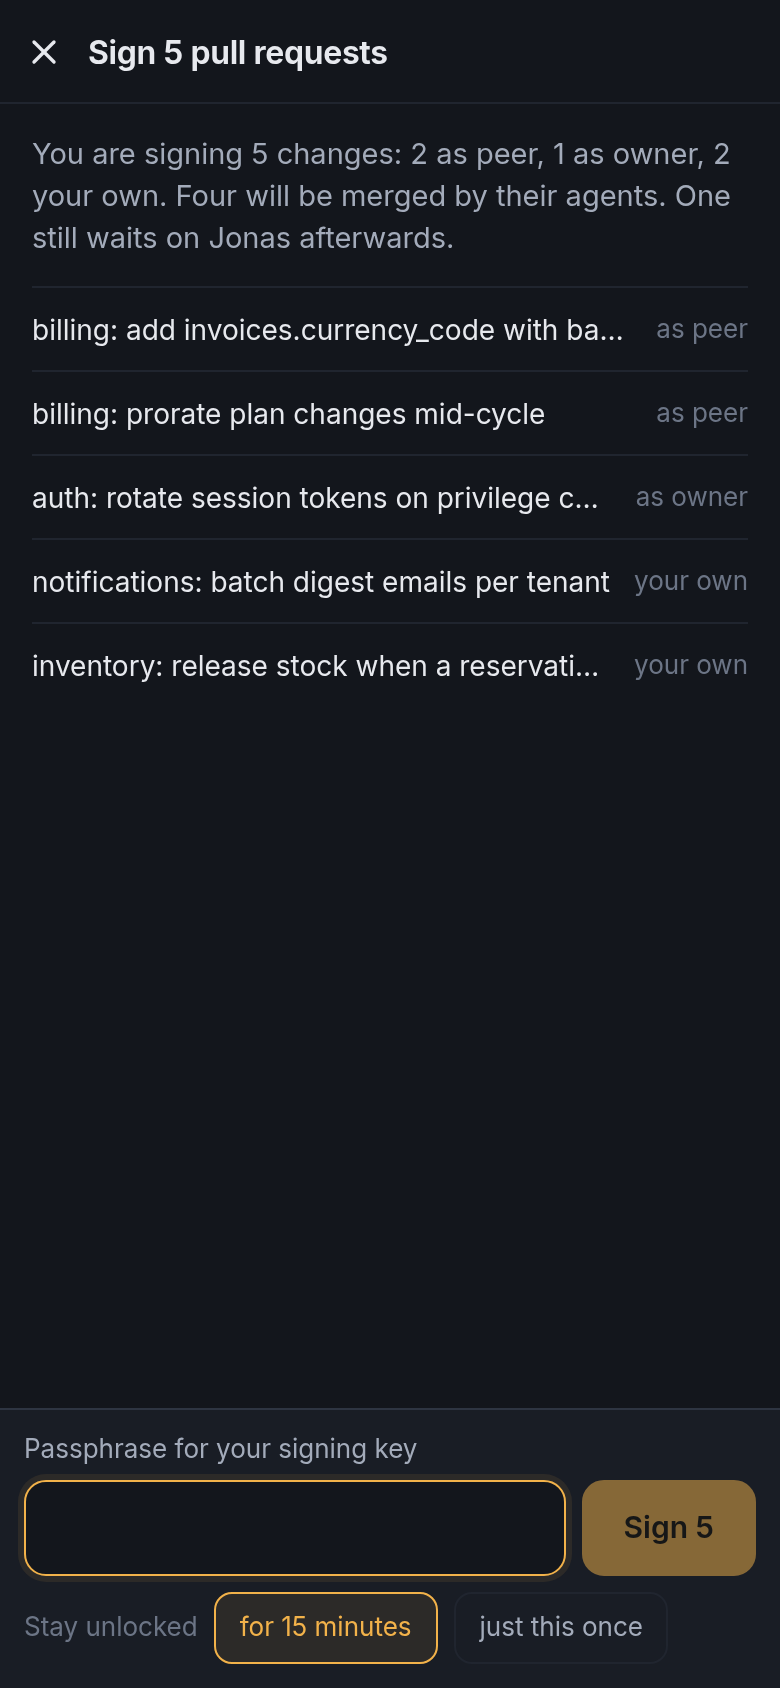 Sign 5 pull requests
You are signing 5 changes: 2 as peer, 1 as owner, 2
your own. Four will be merged by their agents. One
still waits on Jonas afterwards.
billing: add invoices.currency_code with ba... as peer
billing: prorate plan changes mid-cycle as peer
auth: rotate session tokens on privilege c... as owner
notifications: batch digest emails per tenant your own
inventory: release stock when a reservati... your own
Passphrase for your signing key
Sign 5
Stay unlocked for 15 minutes just this once